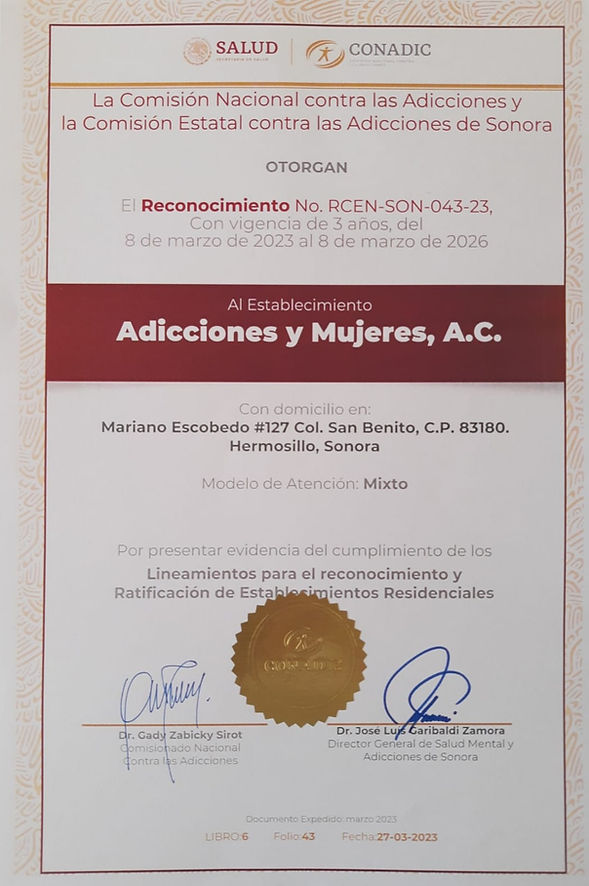 SALUD
SECRETARÍA DE SALUD
CONADIC
La Comisión Nacional contra las Adicciones y
la Comisión Estatal contra las Adicciones de Sonora
OTORGAN
El Reconocimiento No. RCEN-SON-043-23,
Con vigencia de 3 años, del
8 de marzo de 2023 al 8 de marzo de 2026
Al Establecimiento
Adicciones y Mujeres, A.C.
Con domicilio en:
Mariano Escobedo #127 Col. San Benito, C.P. 83180.
Hermosillo, Sonora
Modelo de Atención: Mixto
Por presentar evidencia del cumplimiento de los
Lineamientos para el reconocimiento y
Ratificación de Establecimientos Residenciales
CONADIC
Dr. Gady Zabicky Sirot
Comisionado Nacional
Contra las Adicciones
Dr. José Luis Garibaldi Zamora
Director General de Salud Mental y
Adicciones de Sonora
Documento Expedido: marzo 2023
LIBRO:6 Folio:43 Fecha:27-03-2023